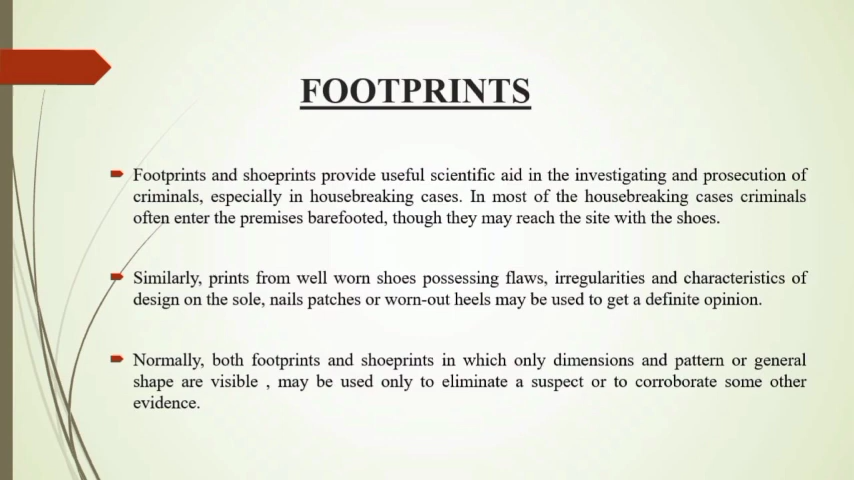 FOOTPRINTS
Footprints and shoeprints provide useful scientific aid in the investigating and prosecution of
criminals, especially in housebreaking cases. In most of the housebreaking cases criminals
often enter the premises barefooted, though they may reach the site with the shoes.
Similarly, prints from well worn shoes possessing flaws, irregularities and characteristics of
design on the sole, nails patches or worn-out heels may be used to get a definite opinion.
Normally, both footprints and shoeprints in which only dimensions and pattern or general
shape are visible , may be used only to eliminate a suspect or to corroborate some other
evidence.